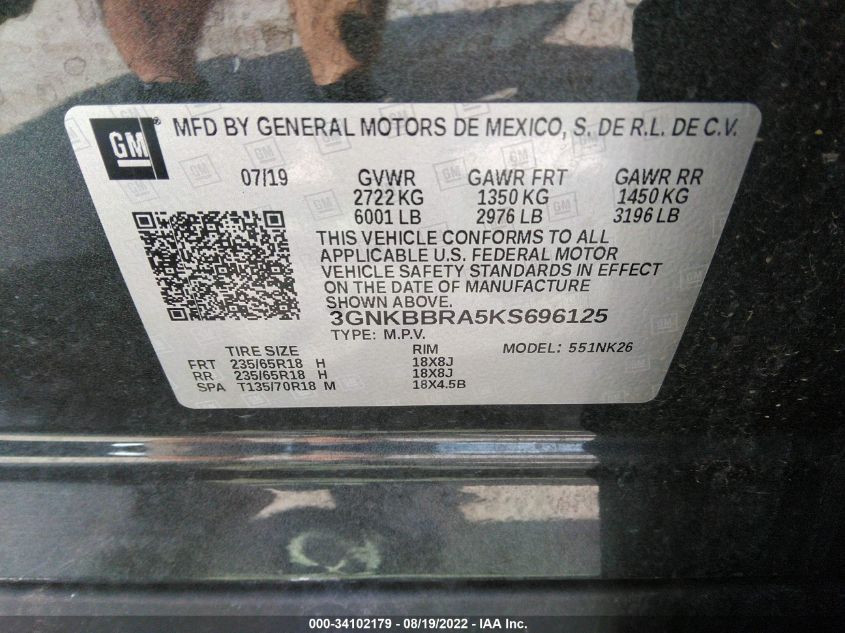 GM ® MFD BY GENERAL MOTORS DE MEXICO, S. DE R.L. DE C.V.
07/19 GVWR GAWR FRT GAWR RR
2722 KG 1350 KG 1450 KG
6001 LB 2976 LB 3196 LB
THIS VEHICLE CONFORMS TO ALL
APPLICABLE U.S. FEDERAL MOTOR
VEHICLE SAFETY STANDARDS IN EFFECT
ON THE DATE OF MANUFACTURE
SHOWN ABOVE.
3GNKBBRA5KS696125
TYPE: M.P.V.
TIRE SIZE RIM MODEL: 551NK26
FRT 235/65R18 H 18X8J
RR 235/65R18 H 18X8J
SPA T135/70R18 M 18X4.5B
000-34102179 - 08/19/2022 - IAA Inc.